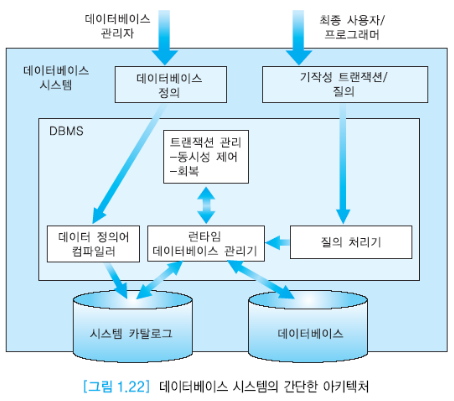 데이터베이스
관리자
최종 사용자/
프로그래머
데이터베이스
시스템
데이터베이스
정의
기작성 트랜잭션/
질의
DBMS
트랜잭션 관리
–동시성 제어
–회복
데이터 정의어
컴파일러
런타임
데이터베이스 관리기
질의 처리기
시스템 카탈로그
데이터베이스
[그림 1.22] 데이터베이스 시스템의 간단한 아키텍처